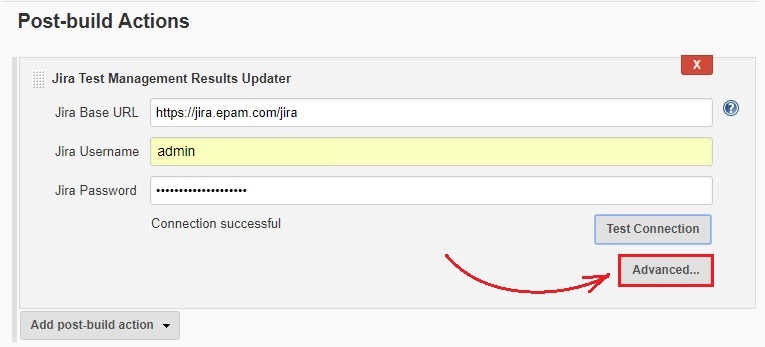 Post-build Actions
X
Jira Test Management Results Updater
Jira Base URL https://jira.epam.com/jira ?
Jira Username admin
Jira Password ••••••••••••••••••••
Connection successful
Test Connection
Advanced...
Add post-build action